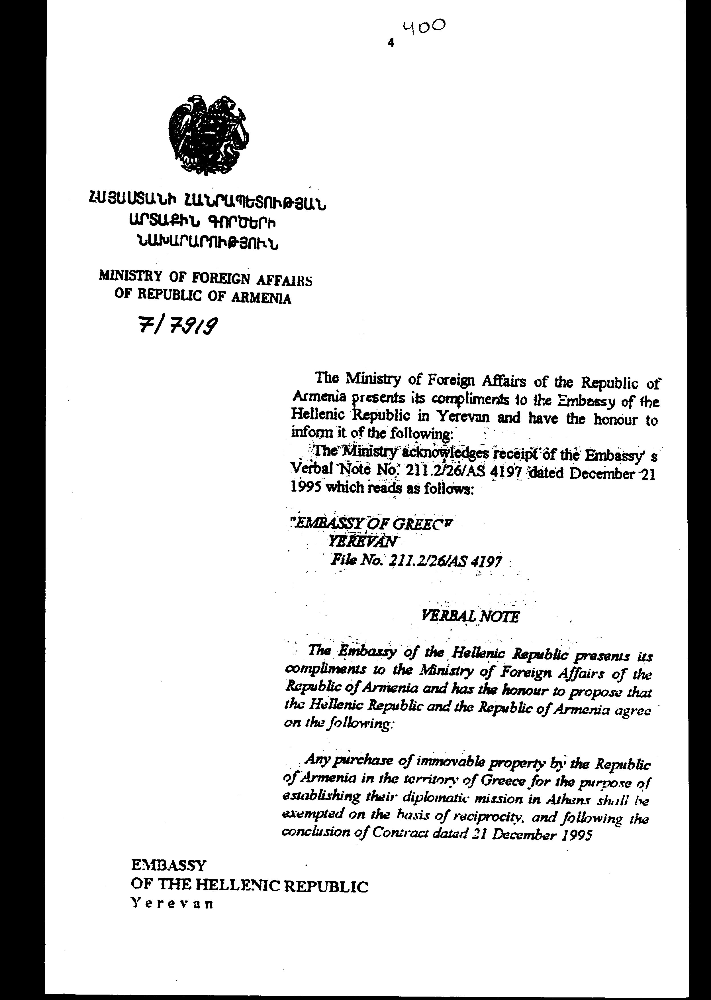 400
4
ՀԱՅԱՍՏԱՆԻ ՀԱՆՐԱՊԵՏՈՒԹՅԱՆ
ԱՐՏԱՔԻՆ ԳՈՐԾԵՐԻ
ՆԱԽԱՐԱՐՈՒԹՅՈՒՆ
MINISTRY OF FOREIGN AFFAIRS
OF REPUBLIC OF ARMENIA
7/7919
The Ministry of Foreign Affairs of the Republic of
Armenia presents its compliments to the Embassy of the
Hellenic Republic in Yerevan and have the honour to
inform it of the following:
The Ministry acknowledges receipt of the Embassy' s
Verbal Note No. 211.2/26/AS 4197 dated December 21
1995 which reads as follows:
"EMBASSY OF GREECE
YEREVAN
File No. 211.2/26/AS 4197
VERBAL NOTE
The Embassy of the Hellenic Republic presents its
compliments to the Ministry of Foreign Affairs of the
Republic of Armenia and has the honour to propose that
the Hellenic Republic and the Republic of Armenia agree
on the following:
Any purchase of immovable property by the Republic
of Armenia in the territory of Greece for the purpose of
establishing their diplomatic mission in Athens shall be
exempted on the basis of reciprocity, and following the
conclusion of Contract dated 21 December 1995
EMBASSY
OF THE HELLENIC REPUBLIC
Yerevan